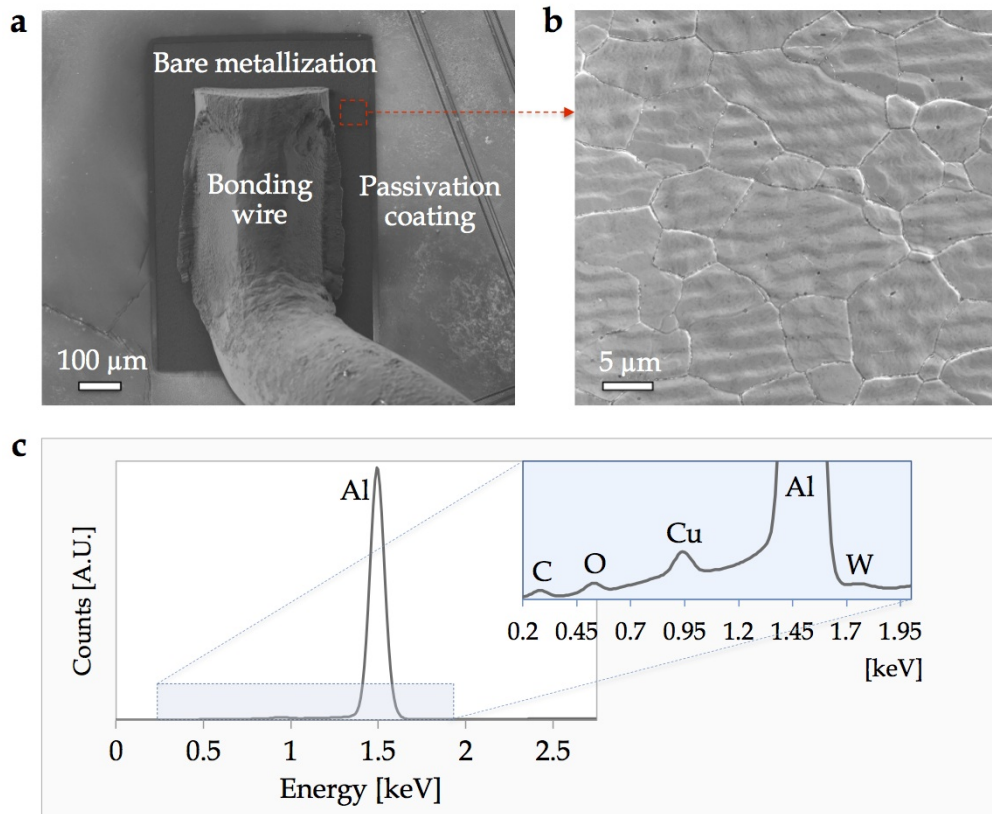 a
b
Bare metallization
Bonding
wire
Passivation
coating
100 µm
5 µm
c
Al
Counts [A.U.]
0 0.5 1 1.5 2 2.5
Energy [keV]
C O Cu Al W
0.2 0.45 0.7 0.95 1.2 1.45 1.7 1.95
[keV]